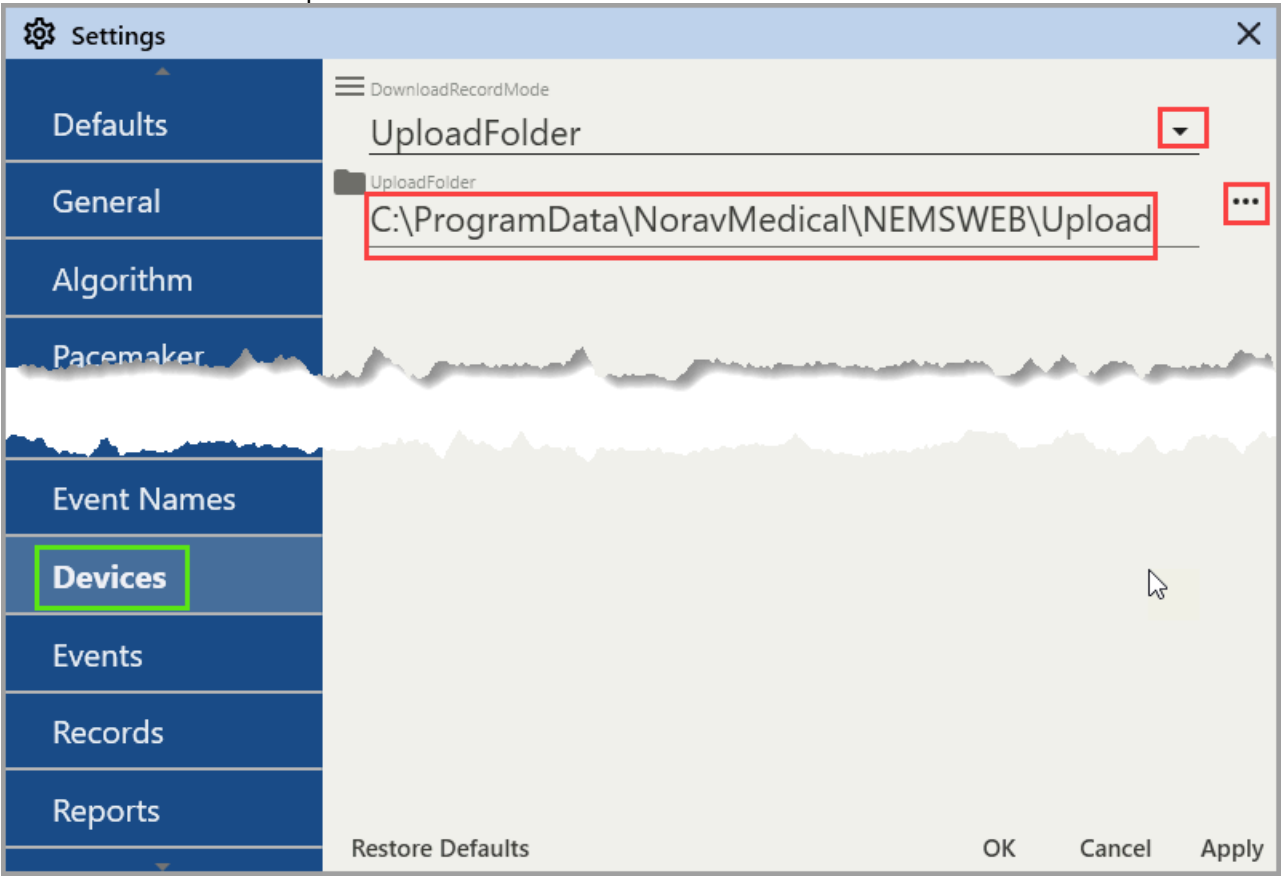 Settings
Defaults
General
Algorithm
Pacemaker
Event Names
Devices
Events
Records
Reports
DownloadRecordMode
UploadFolder
UploadFolder
C:\ProgramData\NoravMedical\NEMSWEB\Upload
Restore Defaults
OK
Cancel
Apply